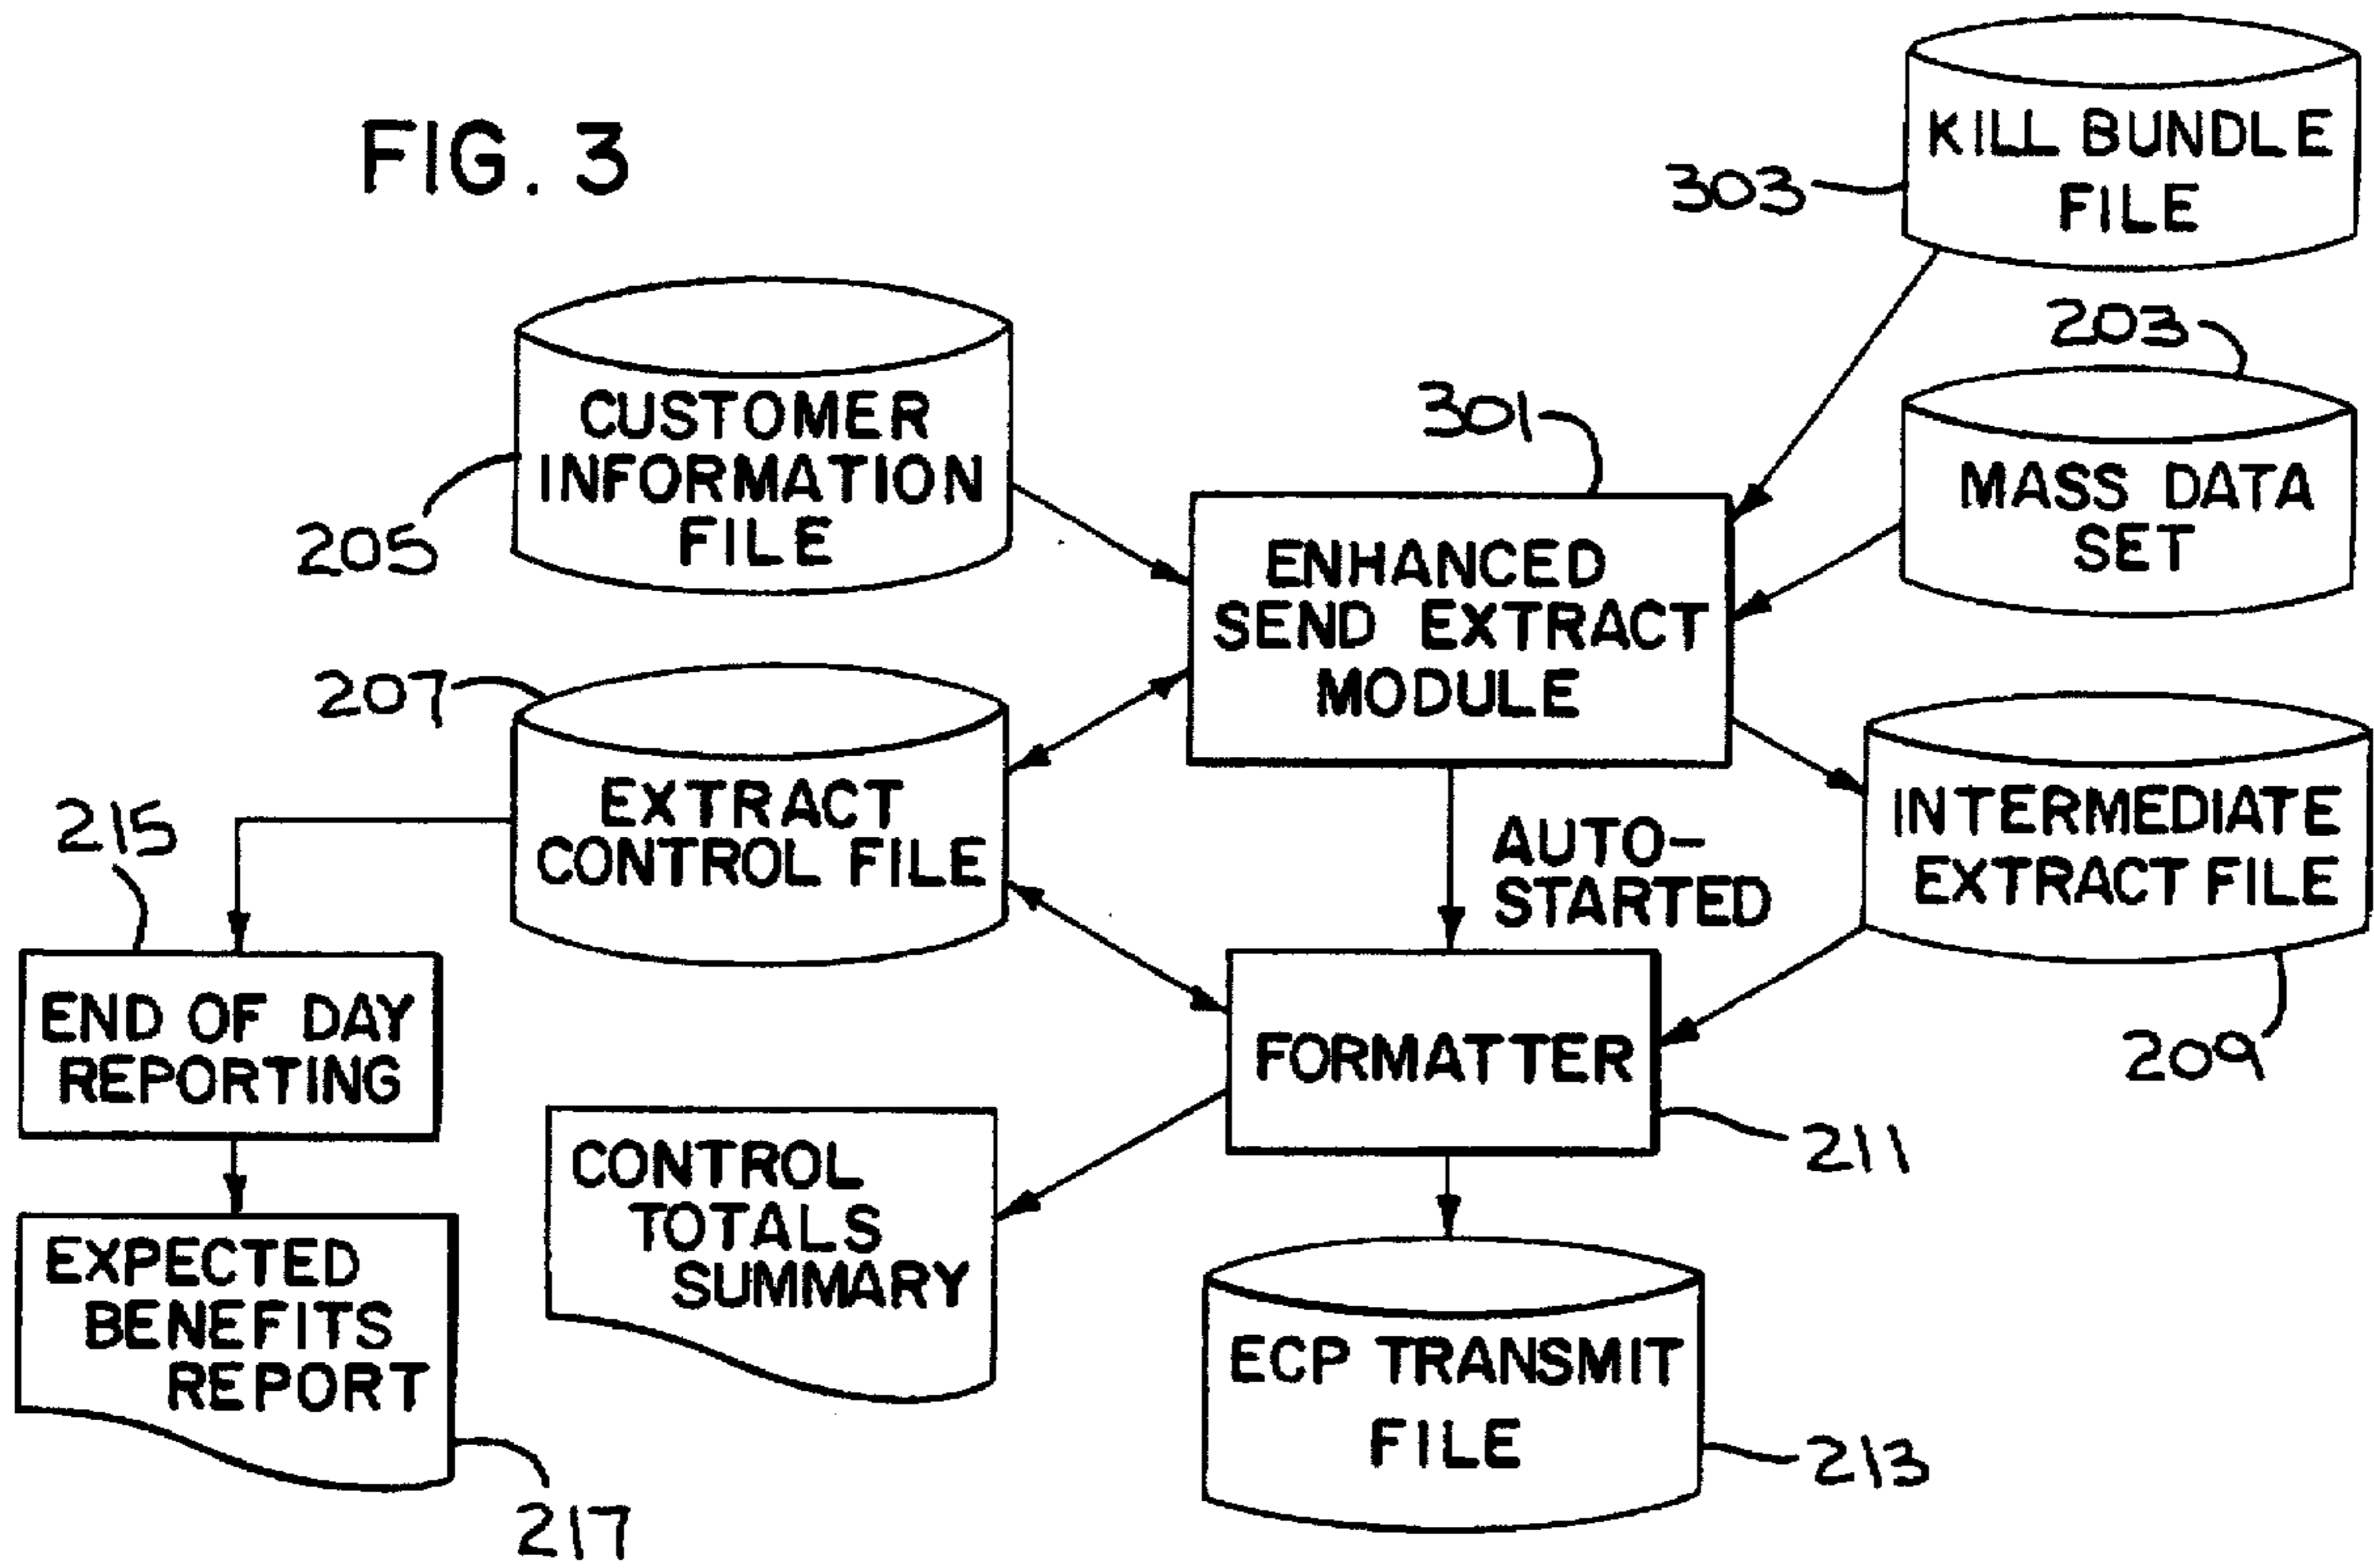 FIG. 3
KILL BUNDLE
FILE
303
203
MASS DATA
SET
CUSTOMER
INFORMATION
FILE
205
301
ENHANCED
SEND EXTRACT
MODULE
207
EXTRACT
CONTROL FILE
AUTO-
STARTED
INTERMEDIATE
EXTRACT FILE
209
215
END OF DAY
REPORTING
FORMATTER
211
CONTROL
TOTALS
SUMMARY
EXPECTED
BENEFITS
REPORT
217
ECP TRANSMIT
FILE
213